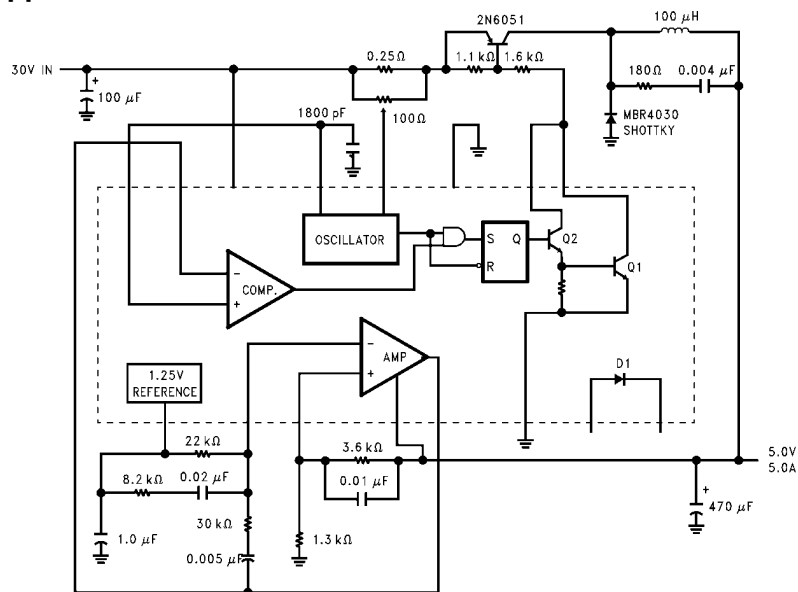 2N6051
100 μH
30V IN
0.25Ω
1.1 kΩ
1.6 kΩ
+
100 μF
180Ω
0.004 μF
1800 pF
100Ω
MBR4030
SHOTTKY
OSCILLATOR
S
Q
R
Q2
Q1
−
COMP.
+
−
AMP
+
1.25V
REFERENCE
D1
22 kΩ
3.6 kΩ
5.0V
5.0A
8.2 kΩ
0.02 μF
0.01 μF
+
470 μF
30 kΩ
1.0 μF
1.3 kΩ
0.005 μF